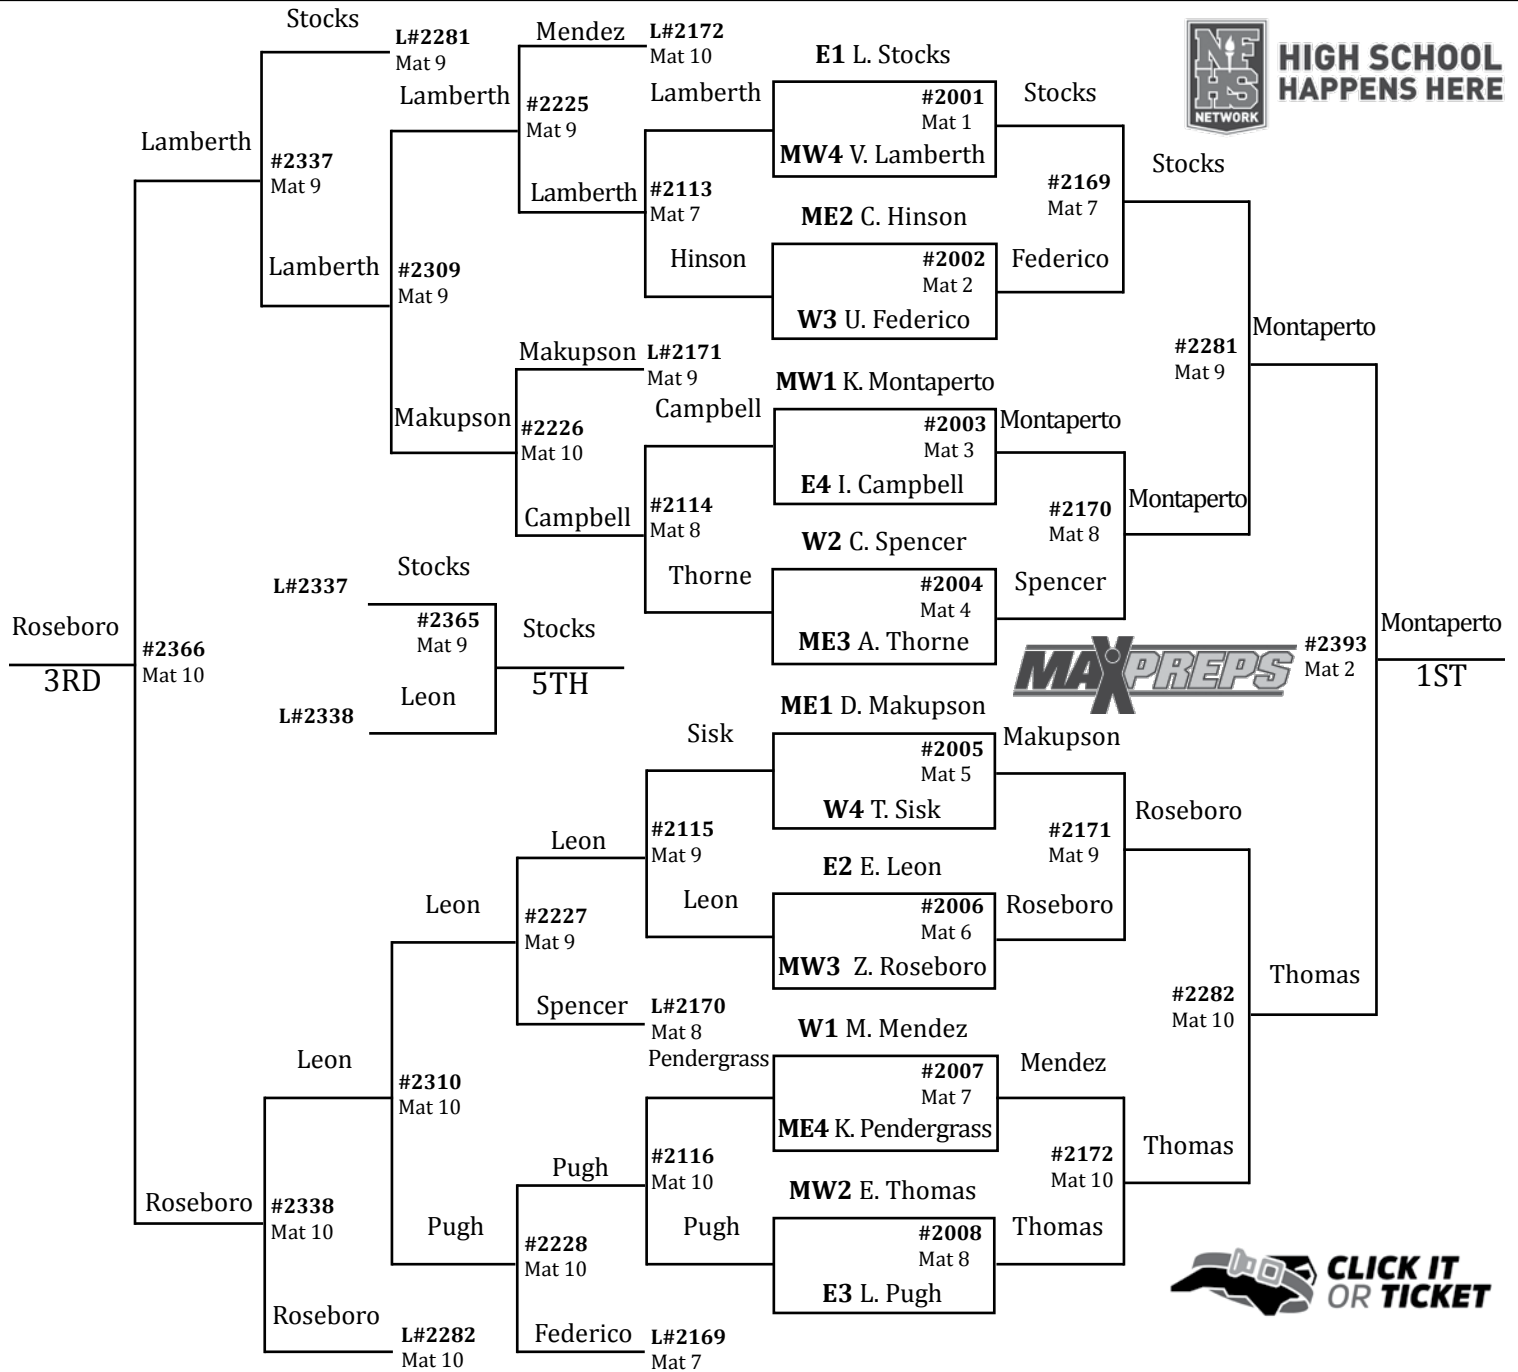 Stocks
L#2281
Mat 9
Mendez
L#2172
Mat 10
E1 L. Stocks
NF
HS
NETWORK
HIGH SCHOOL
HAPPENS HERE
Lamberth
#2225
Mat 9
Lamberth
#2001
Mat 1
Stocks
Lamberth
#2337
Mat 9
MW4 V. Lamberth
Stocks
Lamberth
#2113
Mat 7
#2169
Mat 7
ME2 C. Hinson
Lamberth
#2309
Mat 9
Hinson
#2002
Mat 2
Federico
W3 U. Federico
Montaperto
Makupson
L#2171
Mat 9
#2281
Mat 9
MW1 K. Montaperto
Makupson
#2226
Mat 10
Campbell
#2003
Mat 3
Montaperto
E4 I. Campbell
Campbell
#2114
Mat 8
#2170
Mat 8
Montaperto
W2 C. Spencer
Stocks
L#2337
Thorne
#2004
Mat 4
Spencer
Roseboro
3RD
#2366
Mat 10
#2365
Mat 9
Stocks
5TH
ME3 A. Thorne
MAXPREPS
#2393
Mat 2
Montaperto
1ST
Leon
L#2338
ME1 D. Makupson
Sisk
#2005
Mat 5
Makupson
W4 T. Sisk
Leon
#2115
Mat 9
#2171
Mat 9
Roseboro
E2 E. Leon
Leon
#2227
Mat 9
Leon
#2006
Mat 6
Roseboro
MW3 Z. Roseboro
Thomas
Spencer
L#2170
Mat 8
#2282
Mat 10
W1 M. Mendez
Leon
#2310
Mat 10
Pendergrass
#2007
Mat 7
Mendez
ME4 K. Pendergrass
Pugh
#2116
Mat 10
#2172
Mat 10
Thomas
MW2 E. Thomas
Roseboro
#2338
Mat 10
Pugh
#2228
Mat 10
Pugh
#2008
Mat 8
Thomas
E3 L. Pugh
CLICK IT
OR TICKET
Roseboro
L#2282
Mat 10
Federico
L#2169
Mat 7